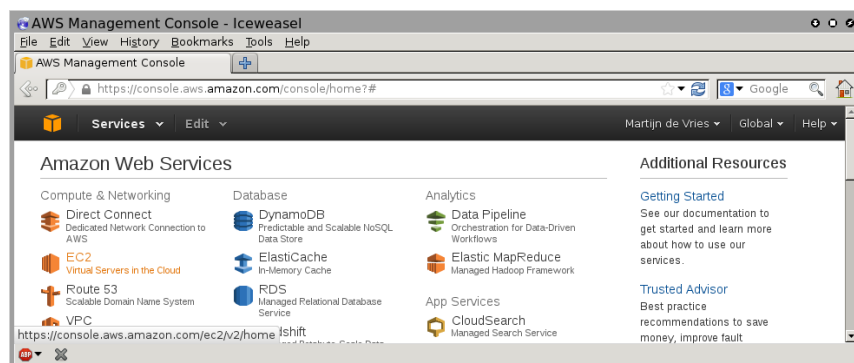 AWS Management Console - Iceweasel
File Edit View History Bookmarks Tools Help
AWS Management Console
https://console.aws.amazon.com/console/home?#
Google
Services Edit
Martijn de Vries Global Help
Amazon Web Services
Compute & Networking
Direct Connect
Dedicated Network Connection to
AWS
EC2
Virtual Servers in the Cloud
Route 53
Scalable Domain Name System
VPC
Database
DynamoDB
Predictable and Scalable NoSQL
Data Store
ElastiCache
In-Memory Cache
RDS
Managed Relational Database
Service
dshift
Analytics
Data Pipeline
Orchestration for Data-Driven
Workflows
Elastic MapReduce
Managed Hadoop Framework
App Services
CloudSearch
Managed Search Service
Additional Resources
Getting Started
See our documentation to
get started and learn more
about how to use our
services.
Trusted Advisor
Best practice
recommendations to save
money, improve fault
https://console.aws.amazon.com/ec2/v2/home
ABP